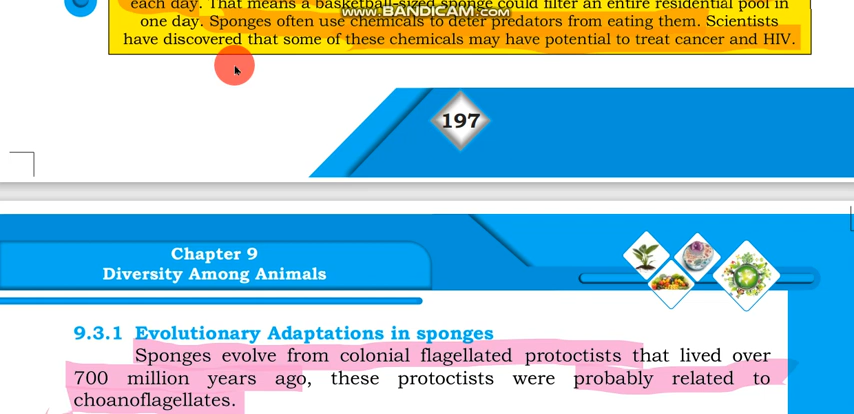 each day. That means a basketball-sized sponge could filter an entire residential pool in
www.BANDICAM.com
one day. Sponges often use chemicals to deter predators from eating them. Scientists
have discovered that some of these chemicals may have potential to treat cancer and HIV.
197
Chapter 9
Diversity Among Animals
9.3.1 Evolutionary Adaptations in sponges
Sponges evolve from colonial flagellated protoctists that lived over
700 million years ago, these protoctists were probably related to
choanoflagellates.